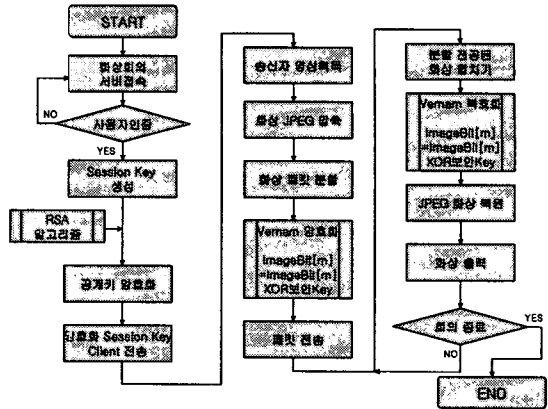 START
화상회의
서버접속
NO
사용자인증
YES
Session Key
생성
RSA
알고리즘
공개키 암호화
암호화 Session Key
Client 전송
송신자 영상획득
화상 JPEG 압축
화상 패킷 분할
Vernam 암호화
ImageBit[m]
=ImageBit[m]
XOR보안Key
패킷 전송
분할 전송된
화상 합치기
Vernam 복호화
ImageBit[m]
=ImageBit[m]
XOR보안Key
JPEG 화상 복원
화상 출력
회의 종료
YES
NO
END